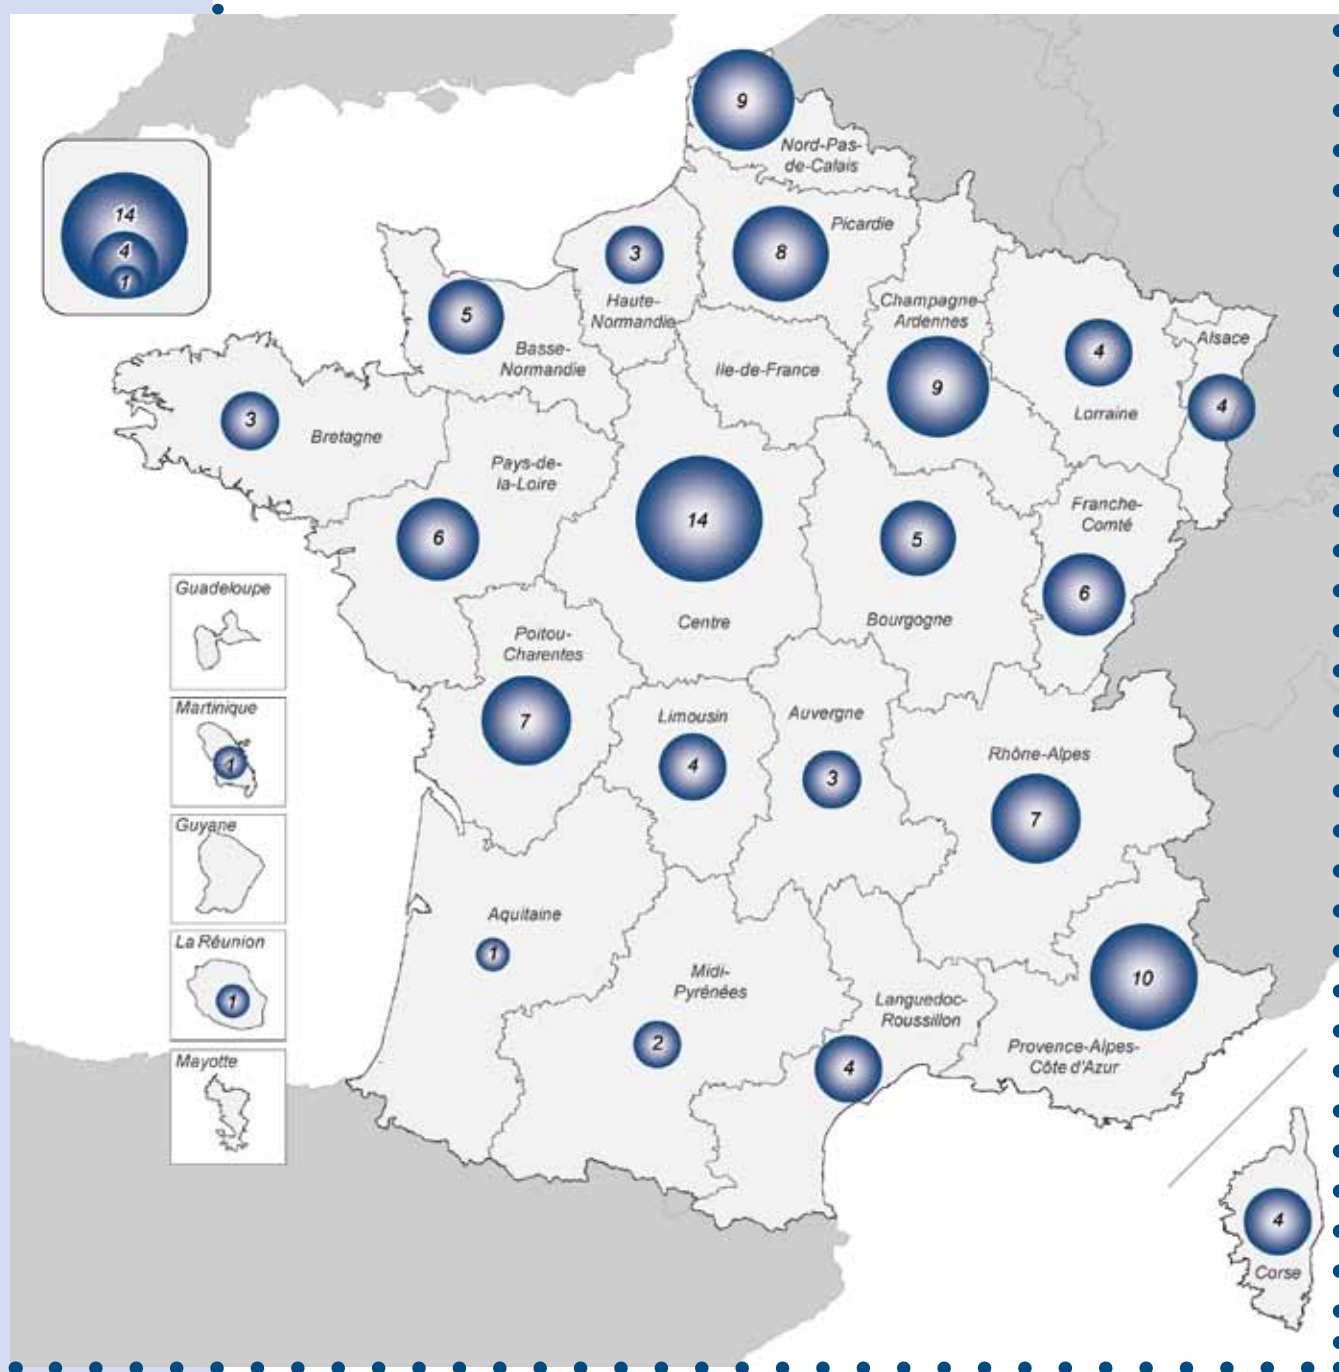 9
Nord-Pas-
de-Calais
14
4
1
3
Haute-
Normandie
8
Picardie
Champagne-
Ardennes
9
4
Lorraine
Alsace
4
5
Basse-
Normandie
Ile-de-France
3
Bretagne
Pays-de-
la-Loire
6
14
Centre
5
Bourgogne
Franche-
Comté
6
Guadeloupe
Poitou-
Charentes
7
Limousin
4
Auvergne
3
Rhône-Alpes
7
Martinique
1
Guyane
La Réunion
1
Mayotte
Aquitaine
1
Midi-
Pyrénées
2
Languedoc-
Roussillon
4
10
Provence-Alpes-
Côte d'Azur
4
Corse